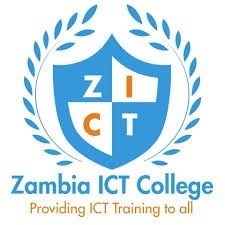 Z I
C T
Zambia ICT College
Providing ICT Training to all